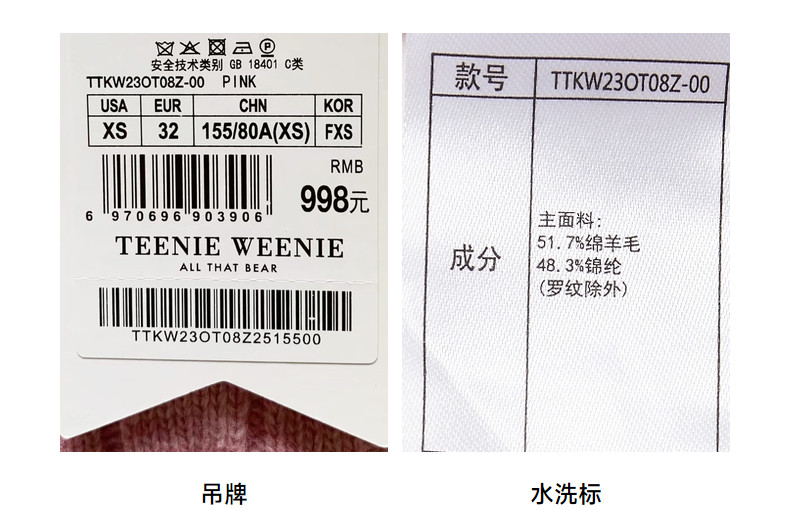 安全技术类别 GB 18401 C类
TTKW23OT08Z-00 PINK
USA EUR CHN KOR
XS 32 155/80A(XS) FXS
RMB
998元
6 970696 903906
TEENIE WEENIE
ALL THAT BEAR
TTKW23OT08Z2515500
款号 TTKW23OT08Z-00
成分
主面料:
51.7%绵羊毛
48.3%锦纶
(罗纹除外)
吊牌
水洗标